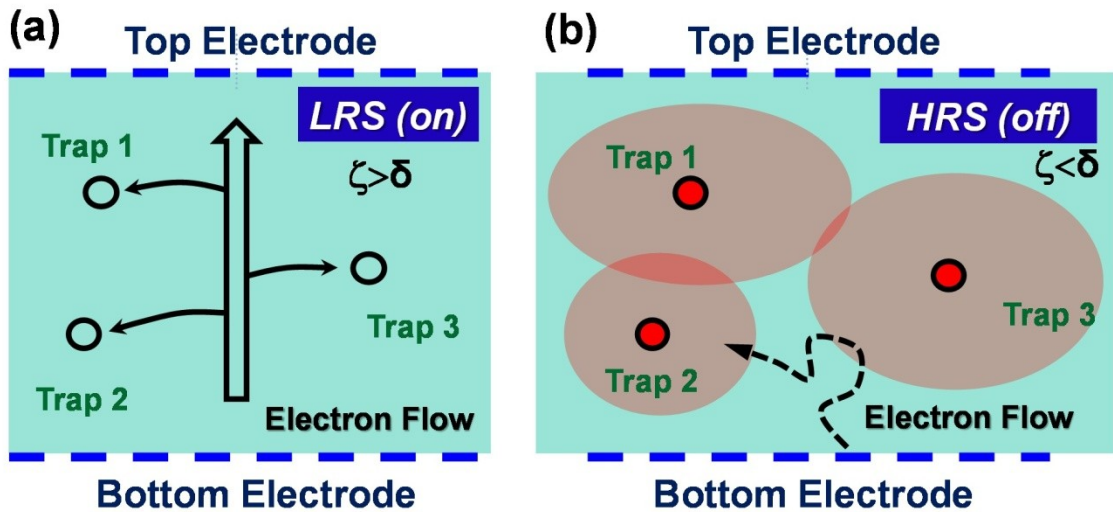 (a)
Top Electrode
LRS (on)
Trap 1
ζ>δ
Trap 3
Trap 2
Electron Flow
Bottom Electrode
(b)
Top Electrode
HRS (off)
Trap 1
ζ<δ
Trap 3
Trap 2
Electron Flow
Bottom Electrode